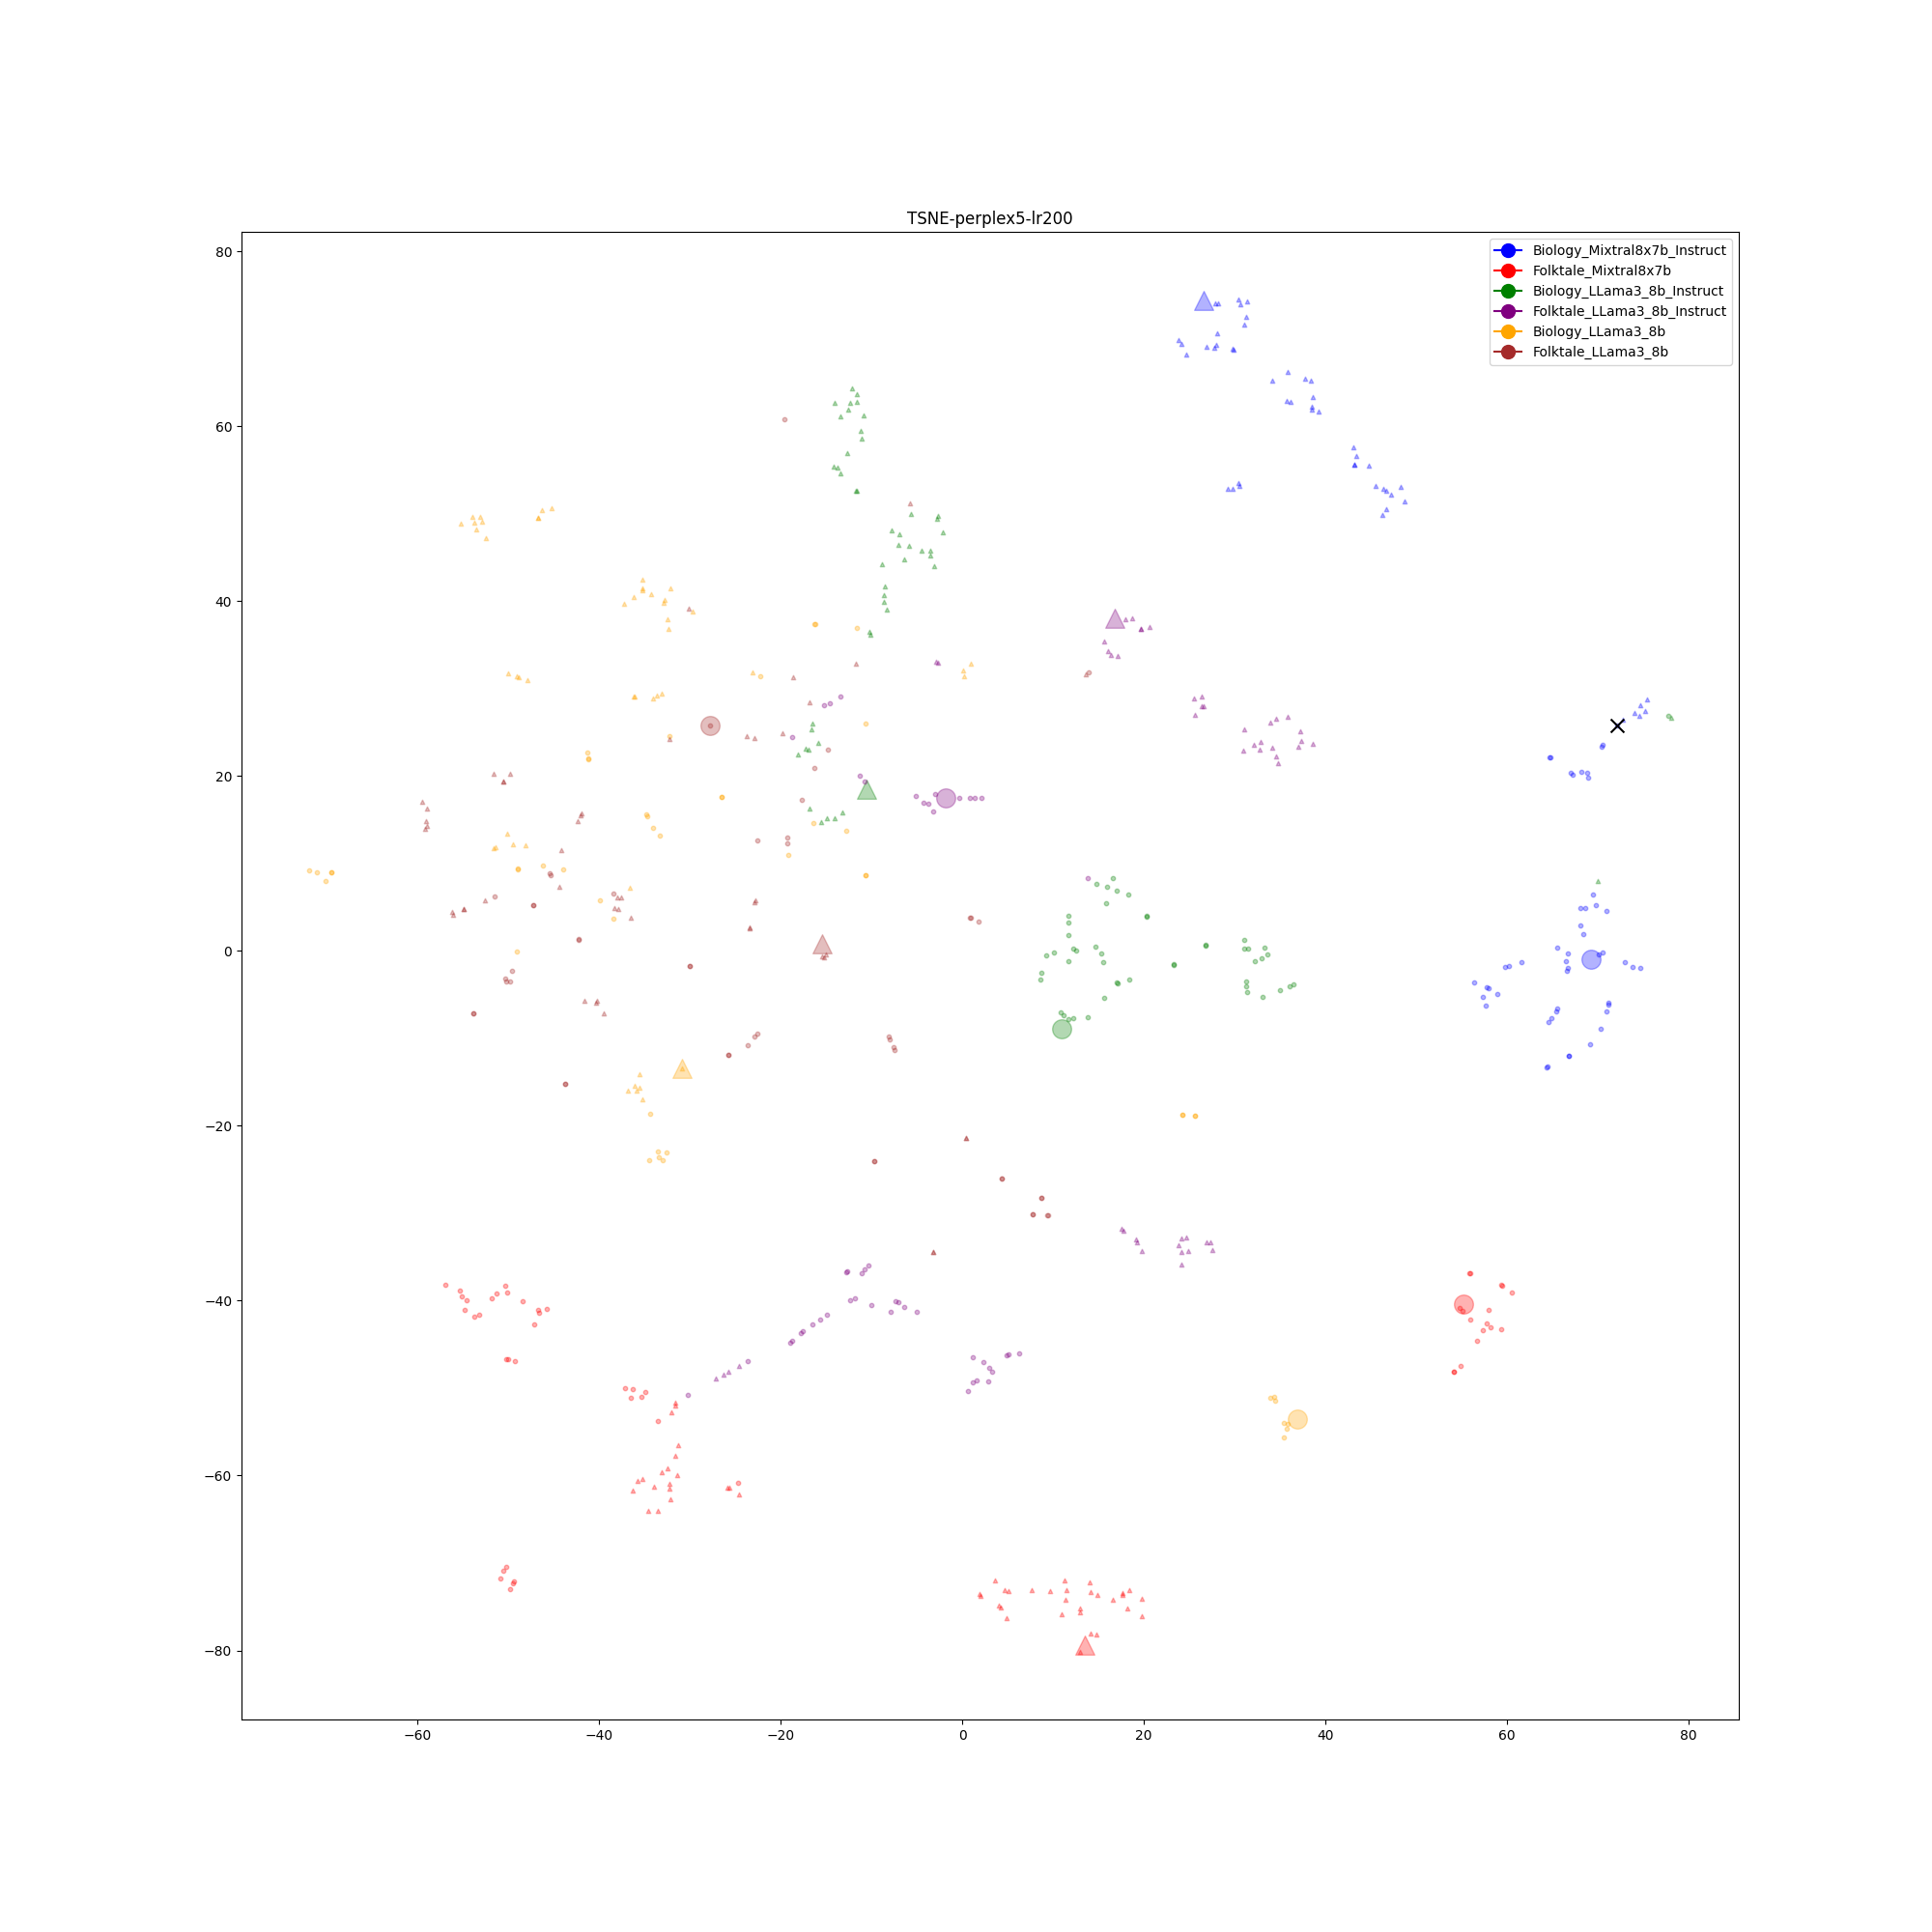 TSNE-perplex5-lr200
Biology_Mixtral8x7b_Instruct
Folktale_Mixtral8x7b
Biology_LLama3_8b_Instruct
Folktale_LLama3_8b_Instruct
Biology_LLama3_8b
Folktale_LLama3_8b
80
60
40
20
0
−20
−40
−60
−80
−60 −40 −20 0 20 40 60 80